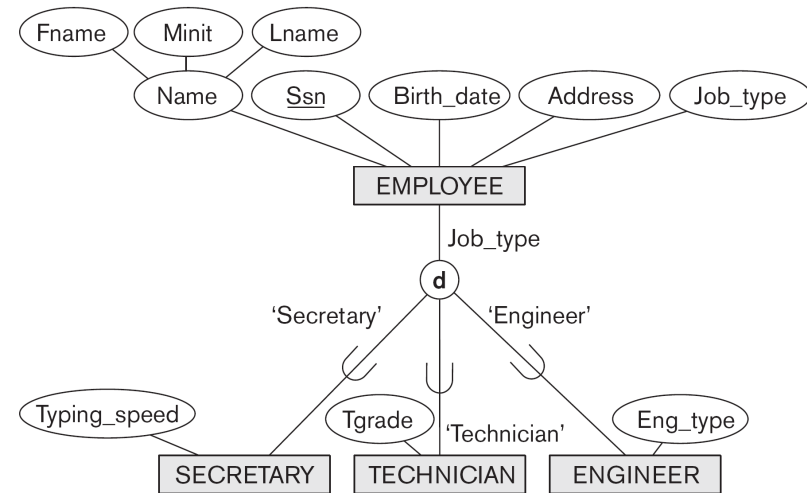 Fname
Minit
Lname
Name
Ssn
Birth_date
Address
Job_type
EMPLOYEE
Job_type
d
‘Secretary’
‘Engineer’
Typing_speed
Tgrade
‘Technician’
Eng_type
SECRETARY
TECHNICIAN
ENGINEER